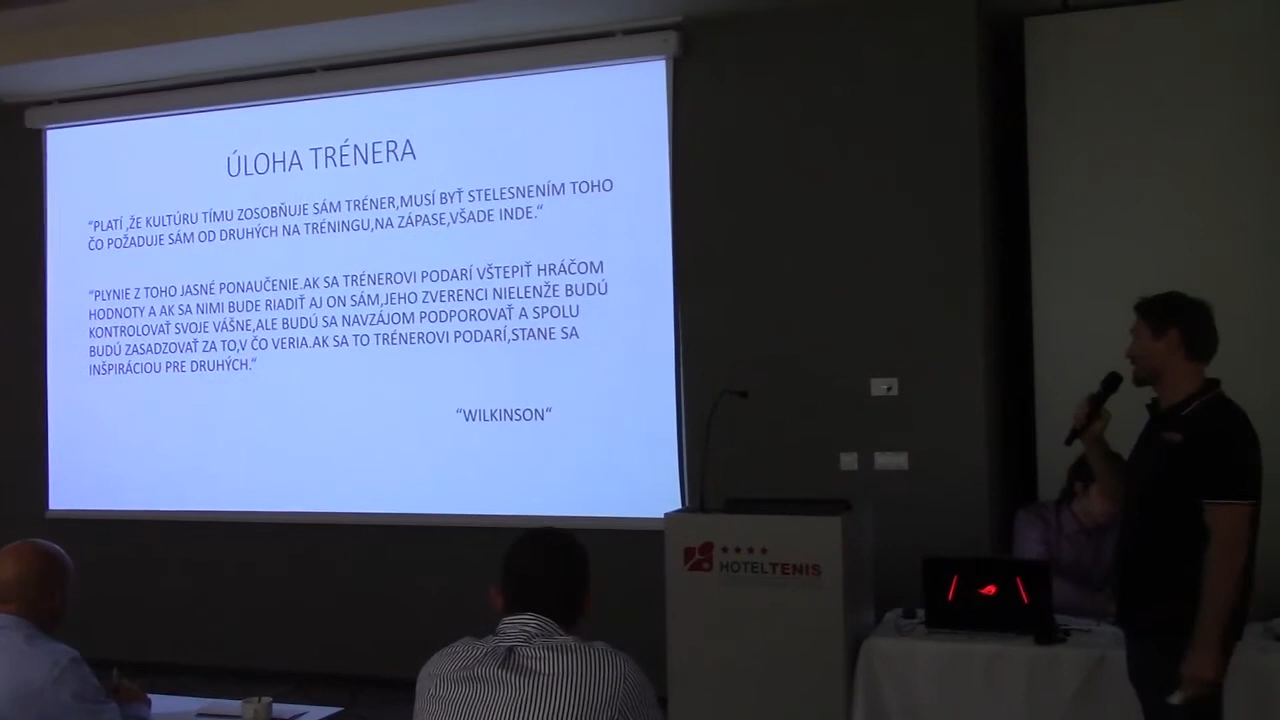 ÚLOHA TRÉNERA
“PLATÍ ,ŽE KULTÚRU TÍMU ZOSOBŇUJE SÁM TRÉNER,MUSÍ BYŤ STELESNENÍM TOHO
ČO POŽADUJE SÁM OD DRUHÝCH NA TRÉNINGU,NA ZÁPASE,VŠADE INDE.“
“PLYNIE Z TOHO JASNÉ PONAUČENIE.AK SA TRÉNEROVI PODARÍ VŠTEPIŤ HRÁČOM
HODNOTY A AK SA NIMI BUDE RIADIŤ AJ ON SÁM,JEHO ZVERENCI NIELENŽE BUDÚ
KONTROLOVAŤ SVOJE VÁŠNE,ALE BUDÚ SA NAVZÁJOM PODPOROVAŤ A SPOLU
BUDÚ ZASADZOVAŤ ZA TO,V ČO VERIA.AK SA TO TRÉNEROVI PODARÍ,STANE SA
INŠPIRÁCIOU PRE DRUHÝCH.“
“WILKINSON“
HOTELTENIS